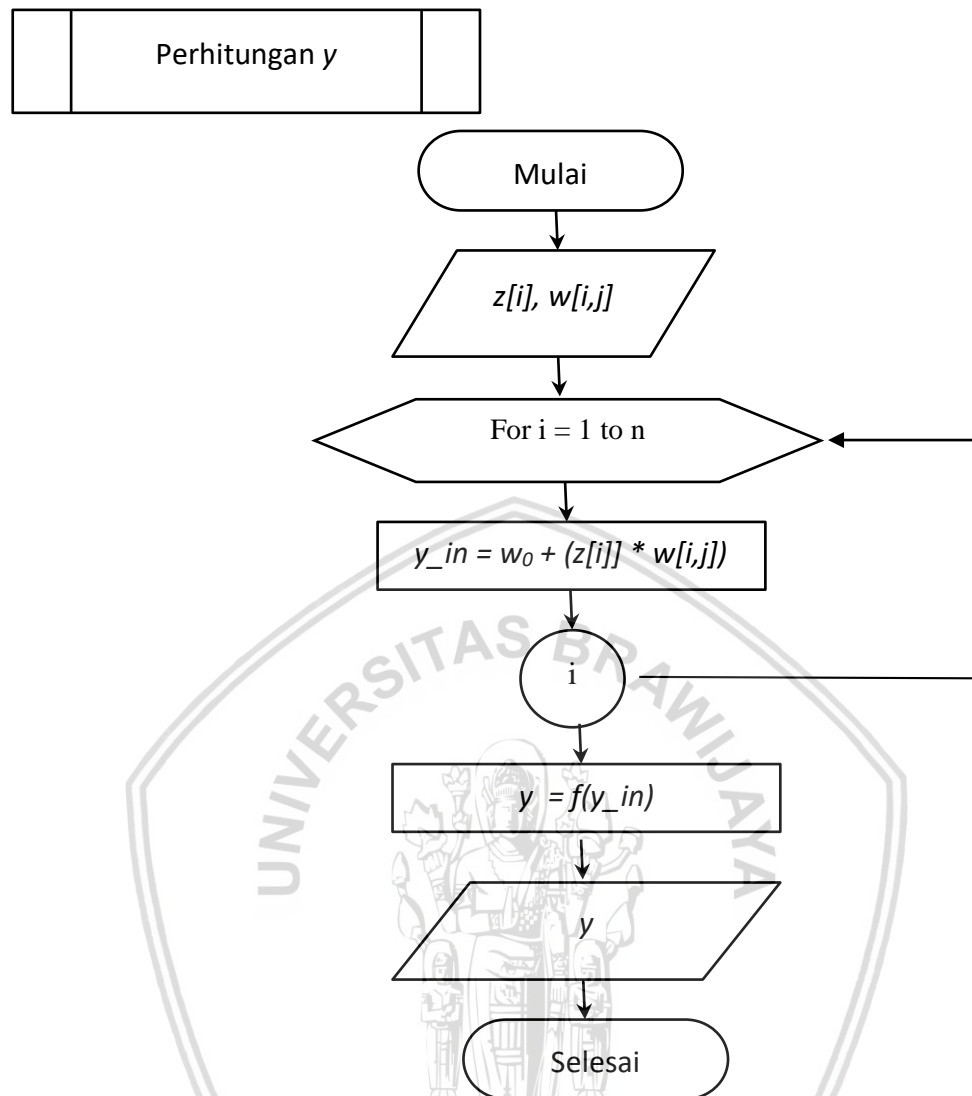 Perhitungan y
Mulai
z[i], w[i,j]
For i = 1 to n
y_in = w₀ + (z[i]] * w[i,j])
i
y = f(y_in)
y
Selesai
UNIVERSITAS BRAWIJAYA